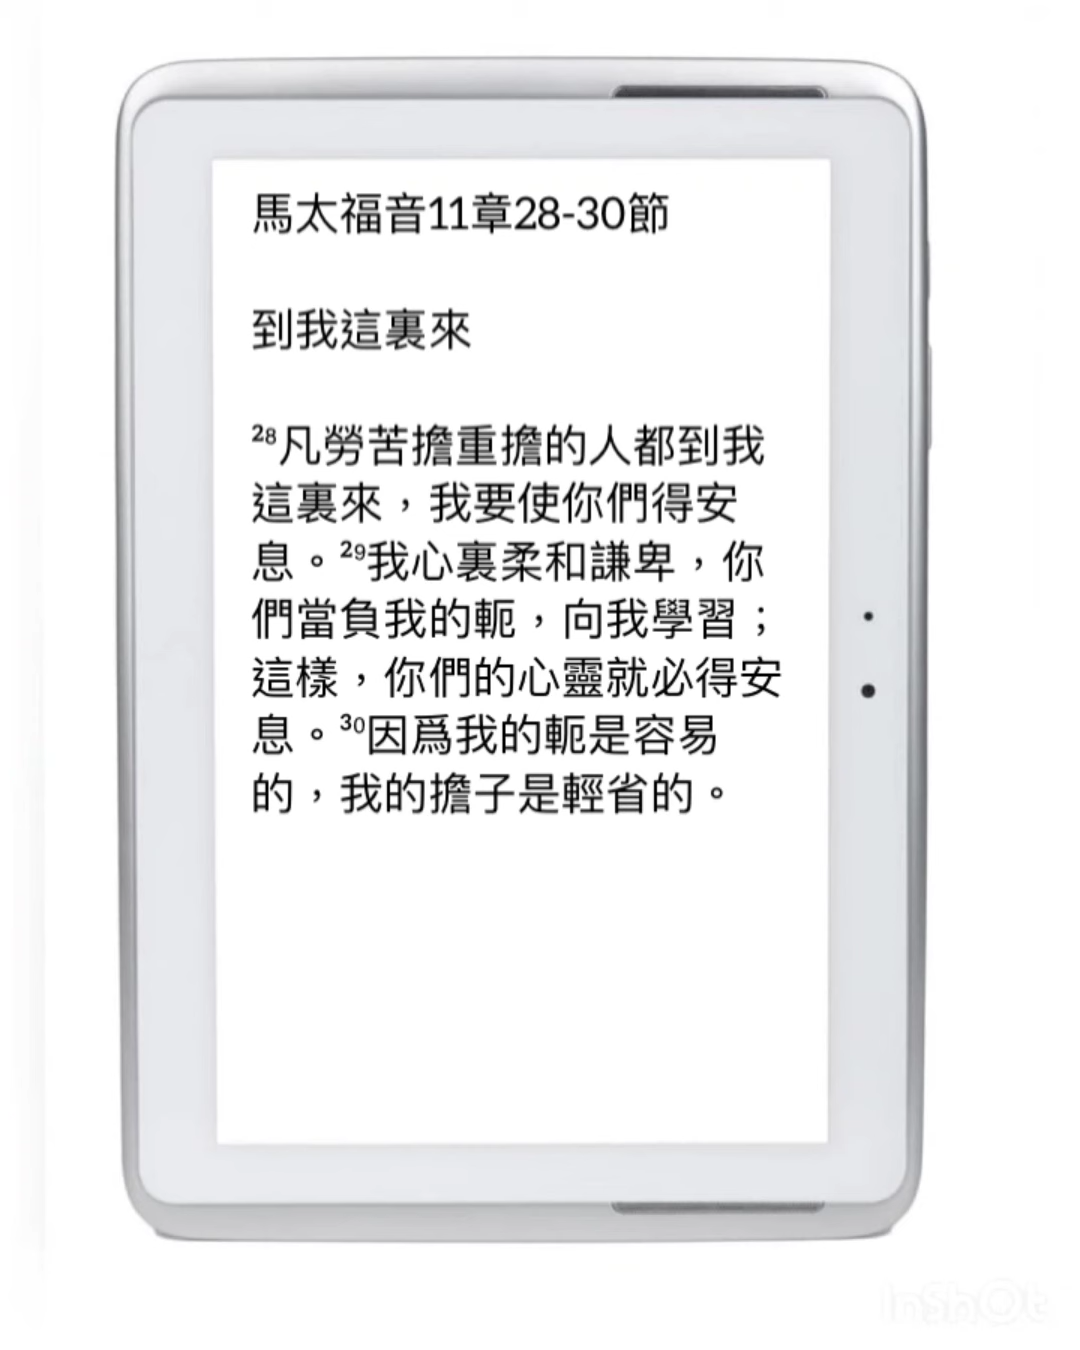 馬太福音11章28-30節
到我這裏來
²⁸凡勞苦擔重擔的人都到我
這裏來，我要使你們得安
息。²⁹我心裏柔和謙卑，你
們當負我的軛，向我學習；
這樣，你們的心靈就必得安
息。³⁰因爲我的軛是容易
的，我的擔子是輕省的。
InShOt